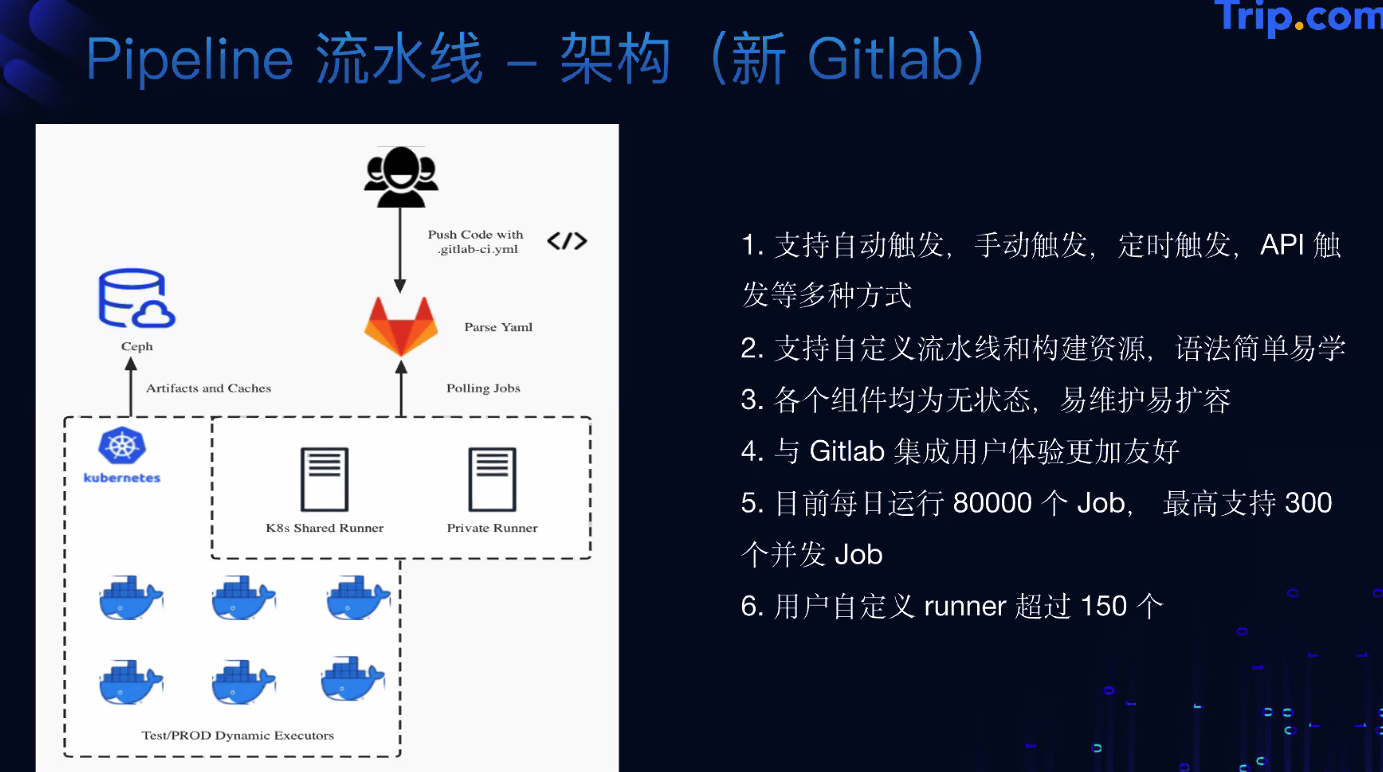 Trip.com
Pipeline 流水线 – 架构（新 Gitlab）
Push Code with
.gitlab-ci.yml
</>
Parse Yaml
Ceph
Artifacts and Caches
Polling Jobs
kubernetes
K8s Shared Runner
Private Runner
Test/PROD Dynamic Executors
1. 支持自动触发，手动触发，定时触发，API 触
发等多种方式
2. 支持自定义流水线和构建资源，语法简单易学
3. 各个组件均为无状态，易维护易扩容
4. 与 Gitlab 集成用户体验更加友好
5. 目前每日运行 80000 个 Job， 最高支持 300
个并发 Job
6. 用户自定义 runner 超过 150 个